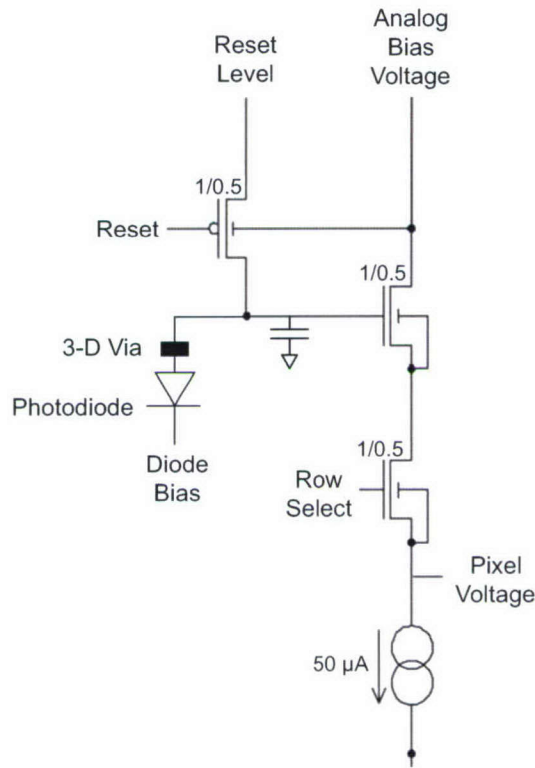 Analog
Bias
Voltage
Reset
Level
1/0.5
Reset
1/0.5
3-D Via
Photodiode
Diode
Bias
1/0.5
Row
Select
Pixel
Voltage
50 µA